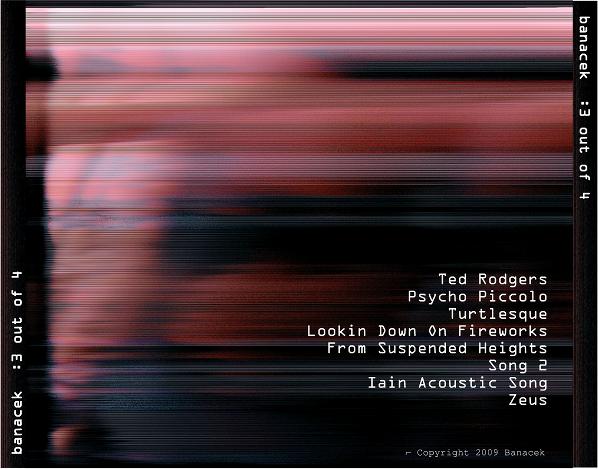 banacek :3 out of 4
banacek :3 out of 4
Ted Rodgers
Psycho Piccolo
Turtlesque
Lookin Down On Fireworks
From Suspended Heights
Song 2
Iain Acoustic Song
Zeus
⌐ Copyright 2009 Banacek